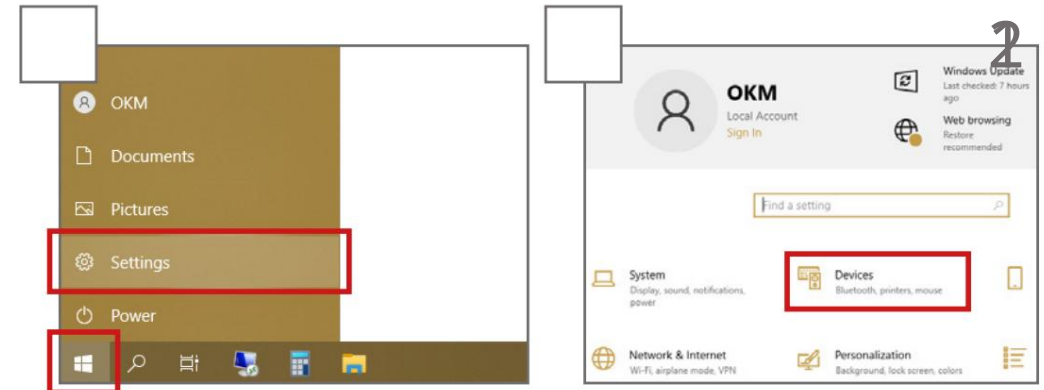 OKM
Documents
Pictures
Settings
Power
2
OKM
Local Account
Sign In
Windows Update
Last checked: 7 hours
ago
Web browsing
Restore
recommended
Find a setting
System
Display, sound, notifications,
power
Devices
Bluetooth, printers, mouse
Network & Internet
Wi-Fi, airplane mode, VPN
Personalization
Background, lock screen, colors